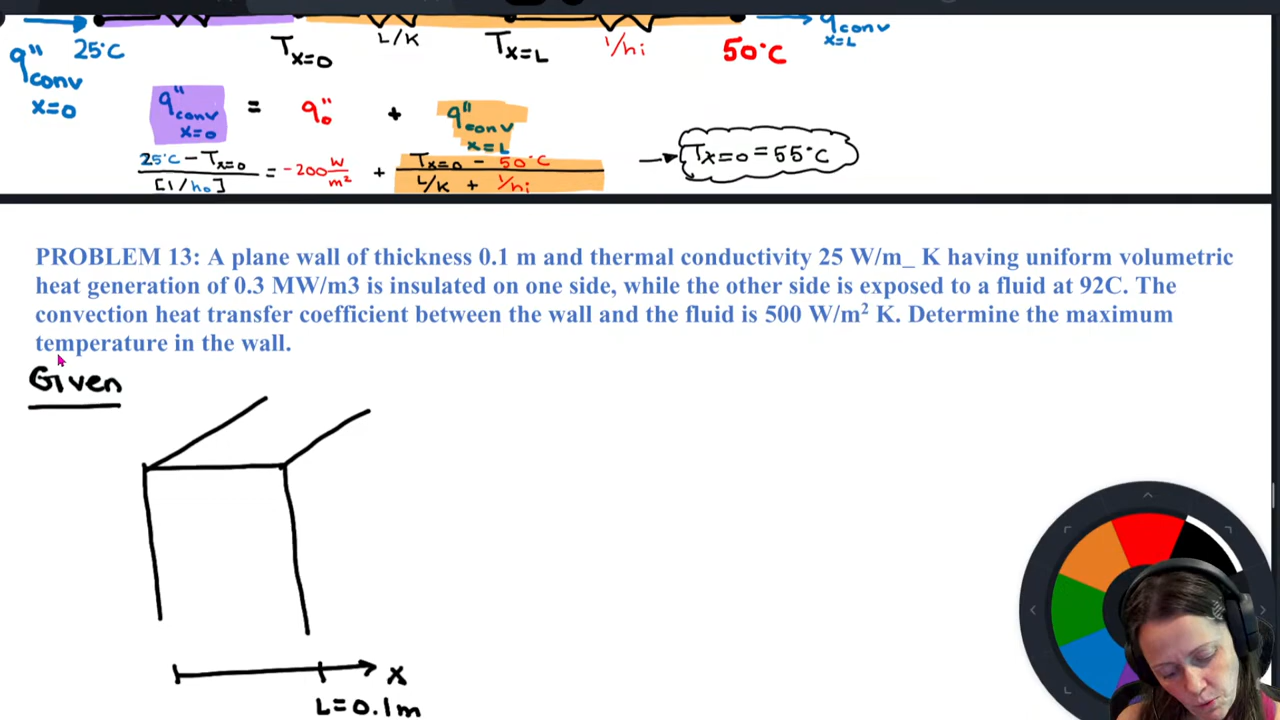 25°C
T x=0
L/K
T x=L
1/hi
50°C
q conv x=L
q" conv x=0
q" conv x=0 = q"o + q" conv x=L
25°C - Tx=0 / [1/ho] = -200 W/m² + Tx=0 - 50°C / L/K + 1/hi → Tx=0 = 55°C
PROBLEM 13: A plane wall of thickness 0.1 m and thermal conductivity 25 W/m_ K having uniform volumetric
heat generation of 0.3 MW/m3 is insulated on one side, while the other side is exposed to a fluid at 92C. The
convection heat transfer coefficient between the wall and the fluid is 500 W/m² K. Determine the maximum
temperature in the wall.
Given
x
L=0.1m